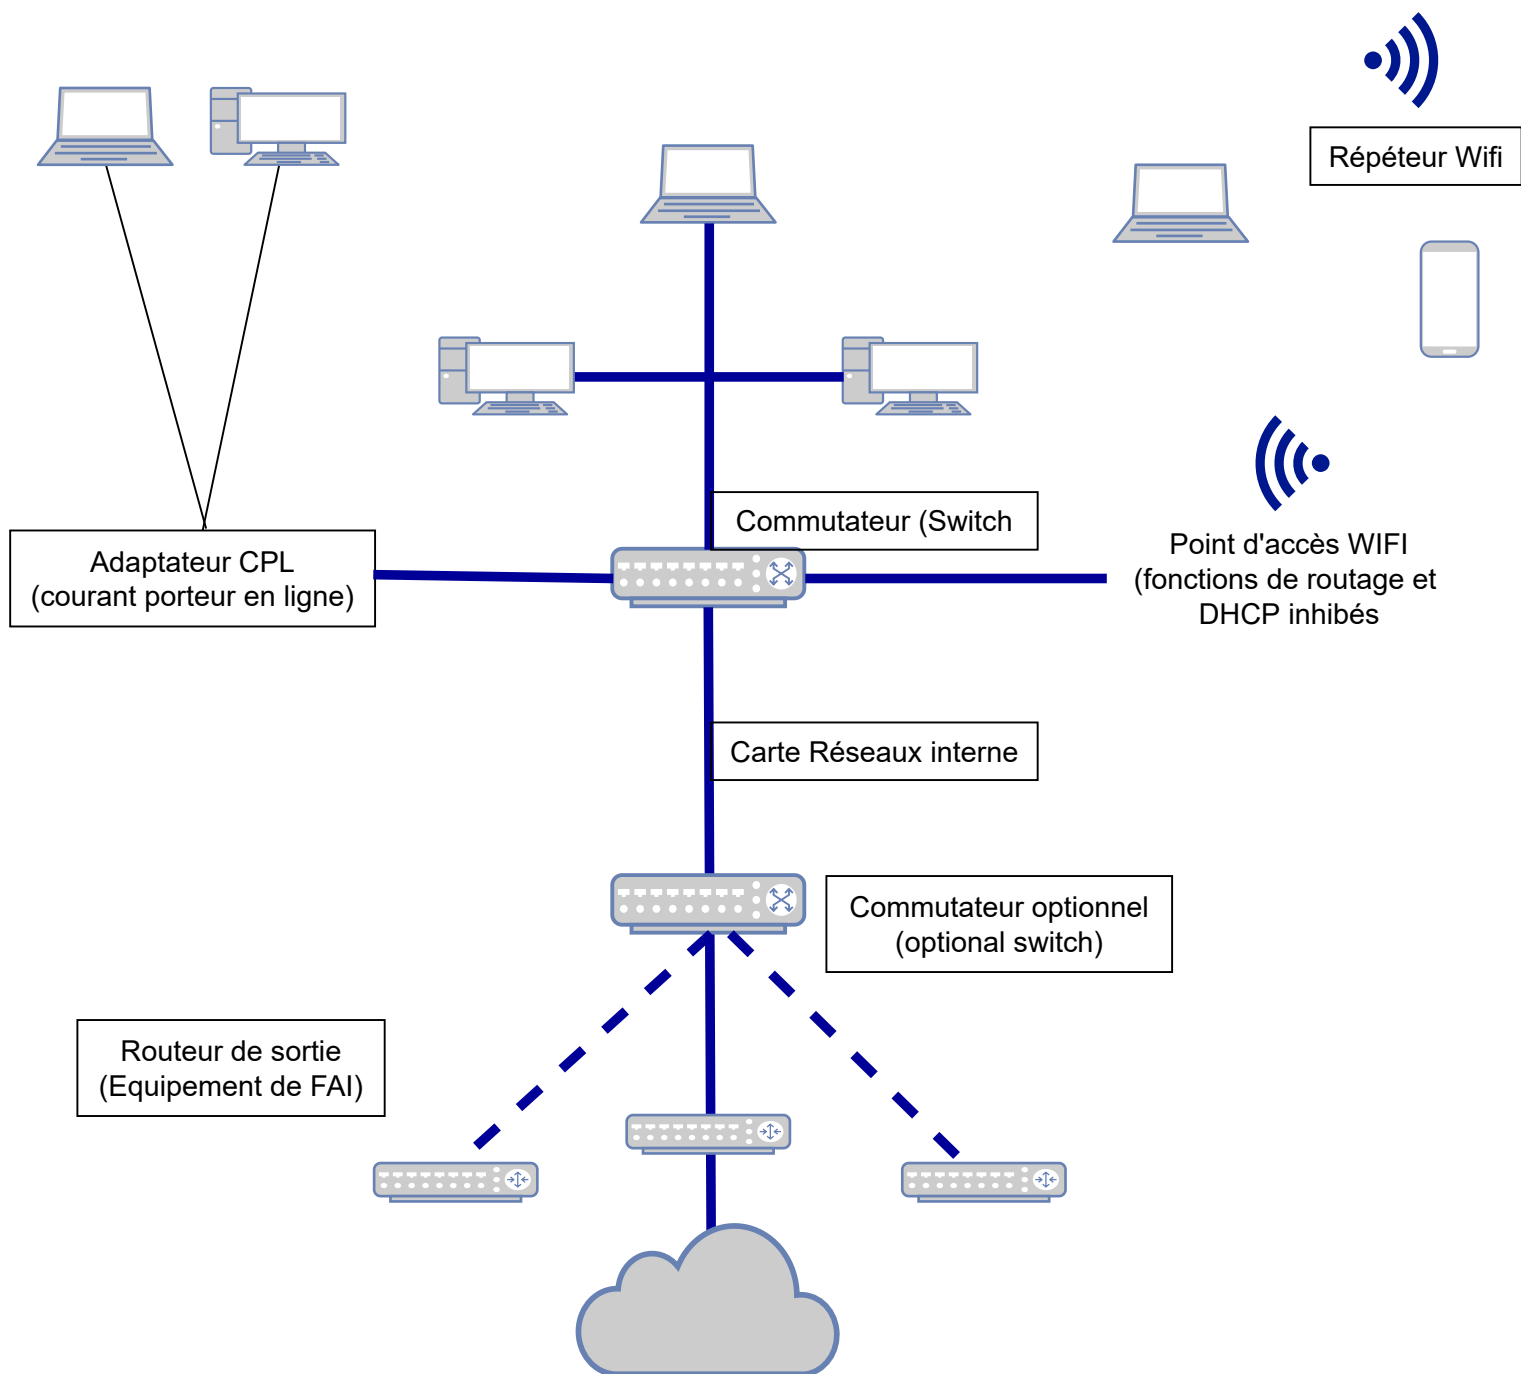 Répéteur Wifi
Commutateur (Switch
Adaptateur CPL
(courant porteur en ligne)
Point d'accès WIFI
(fonctions de routage et
DHCP inhibés
Carte Réseaux interne
Commutateur optionnel
(optional switch)
Routeur de sortie
(Equipement de FAI)